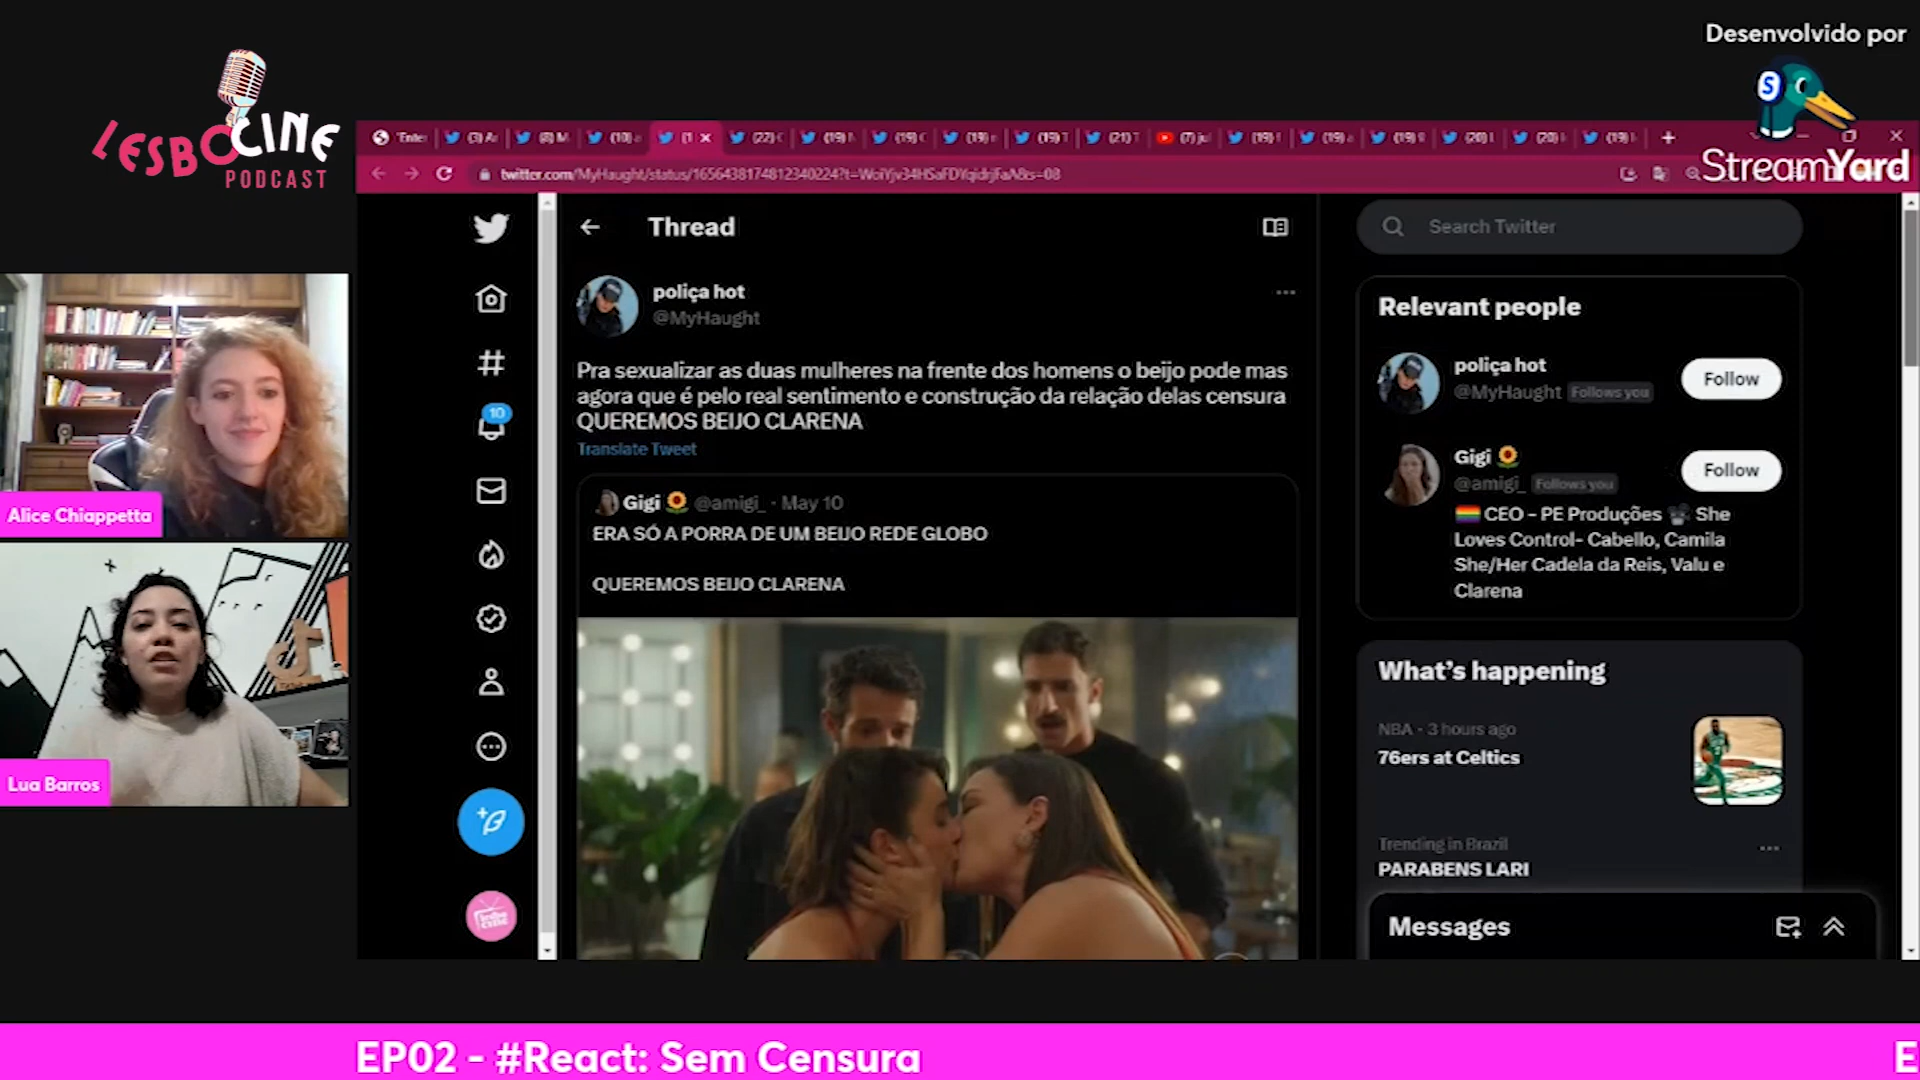 Desenvolvido por
StreamYard
LESBOCINE
PODCAST
twitter.com/MyHaught/status/1656438174812340224?t=WoiYjv34HSaFDYqidrjFaA&s=08
Thread
Search Twitter
poliça hot
@MyHaught
Pra sexualizar as duas mulheres na frente dos homens o beijo pode mas
agora que é pelo real sentimento e construção da relação delas censura
QUEREMOS BEIJO CLARENA
Translate Tweet
Gigi 🌻 @amigi_ · May 10
ERA SÓ A PORRA DE UM BEIJO REDE GLOBO
QUEREMOS BEIJO CLARENA
10
Relevant people
poliça hot
@MyHaught Follows you
Follow
Gigi 🌻
@amigi_ Follows you
Follow
🏳️‍🌈 CEO - PE Produções 📽 She
Loves Control- Cabello, Camila
She/Her Cadela da Reis, Valu e
Clarena
What's happening
NBA · 3 hours ago
76ers at Celtics
Trending in Brazil
PARABENS LARI
Messages
Alice Chiappetta
Lua Barros
EP02 - #React: Sem Censura
E